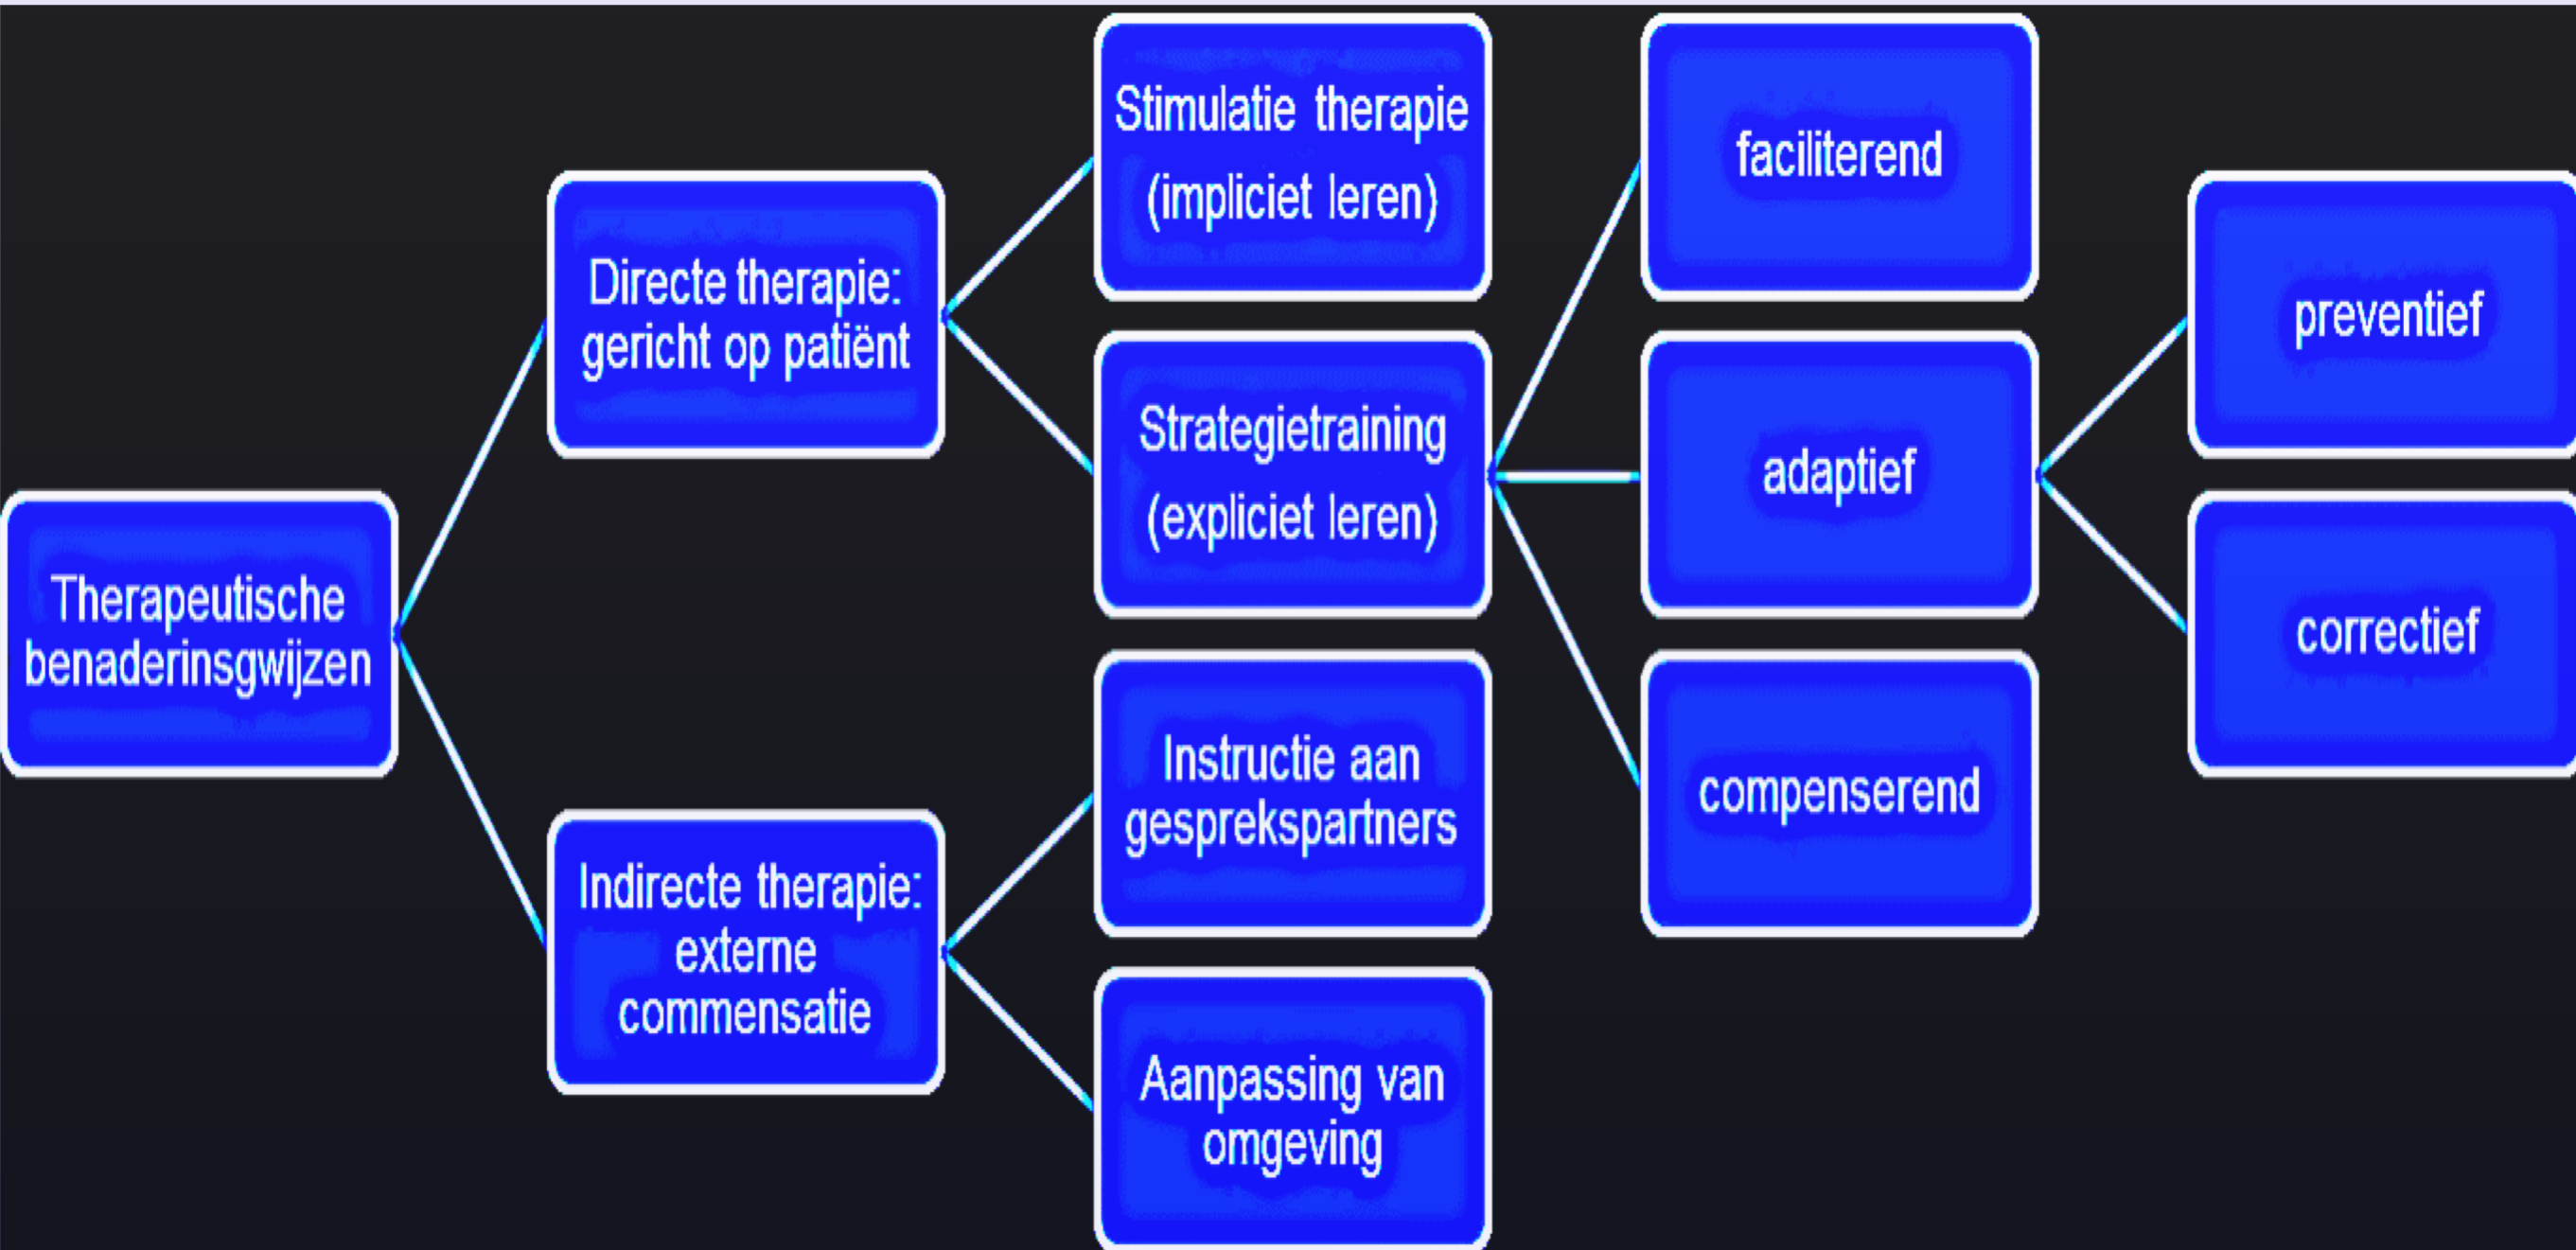 Therapeutische
benaderinsgwijzen
Directe therapie:
gericht op patiënt
Indirecte therapie:
externe
commensatie
Stimulatie therapie
(impliciet leren)
Strategietraining
(expliciet leren)
Instructie aan
gesprekspartners
Aanpassing van
omgeving
faciliterend
adaptief
compenserend
preventief
correctief